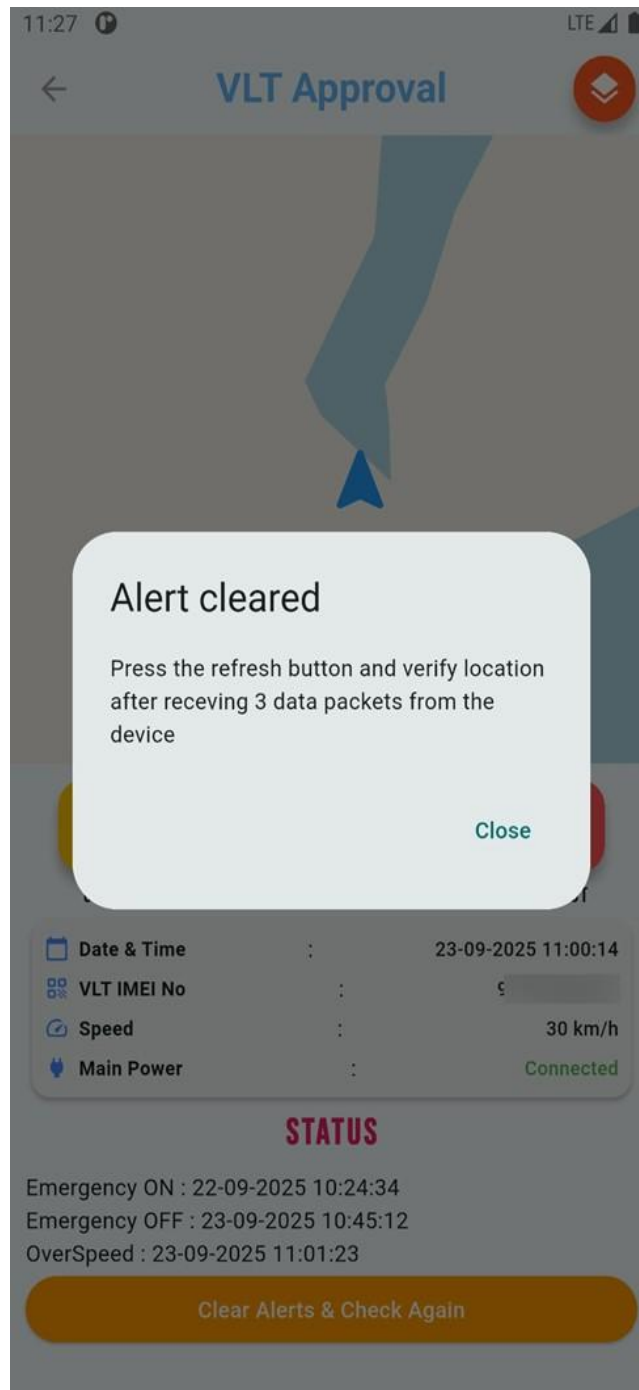 11:27
LTE
VLT Approval
Alert cleared
Press the refresh button and verify location
after receving 3 data packets from the
device
Close
Date & Time : 23-09-2025 11:00:14
VLT IMEI No : 9
Speed : 30 km/h
Main Power : Connected
STATUS
Emergency ON : 22-09-2025 10:24:34
Emergency OFF : 23-09-2025 10:45:12
OverSpeed : 23-09-2025 11:01:23
Clear Alerts & Check Again